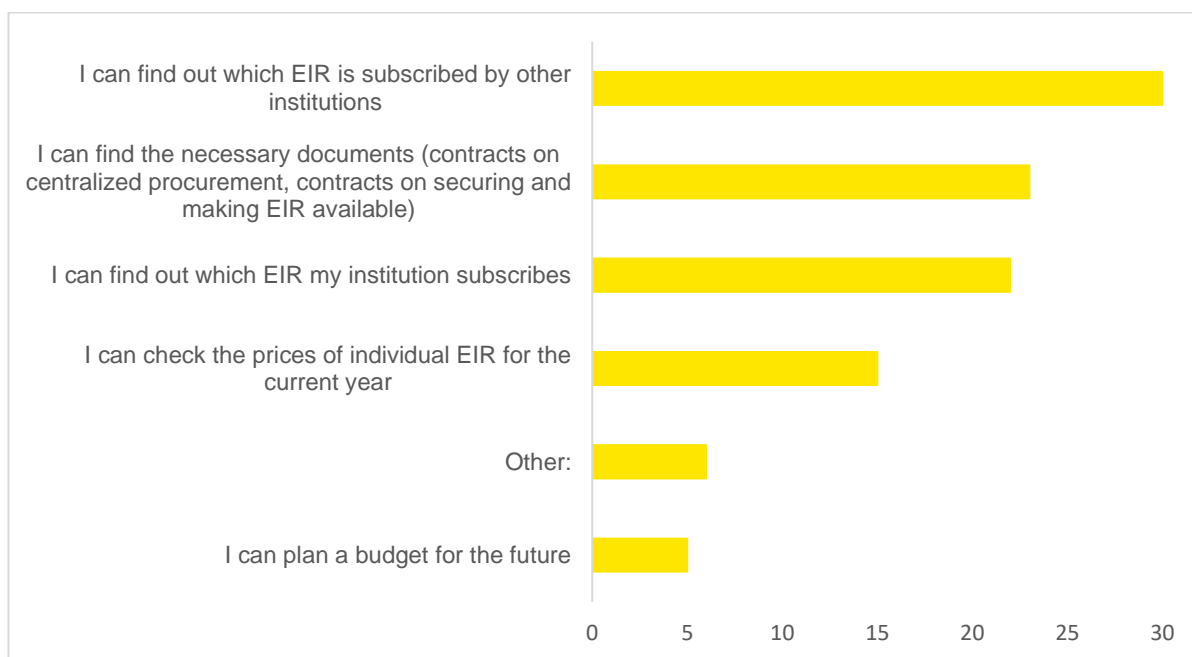 I can find out which EIR is subscribed by other
institutions
I can find the necessary documents (contracts on
centralized procurement, contracts on securing and
making EIR available)
I can find out which EIR my institution subscribes
I can check the prices of individual EIR for the
current year
Other:
I can plan a budget for the future
0 5 10 15 20 25 30